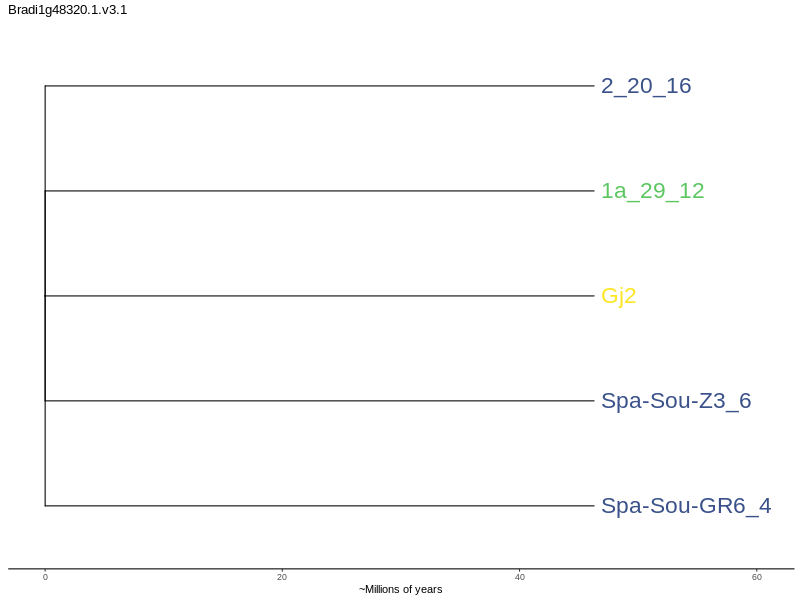 Bradi1g48320.1.v3.1
2_20_16
1a_29_12
Gj2
Spa-Sou-Z3_6
Spa-Sou-GR6_4
0 20 40 60
~Millions of years